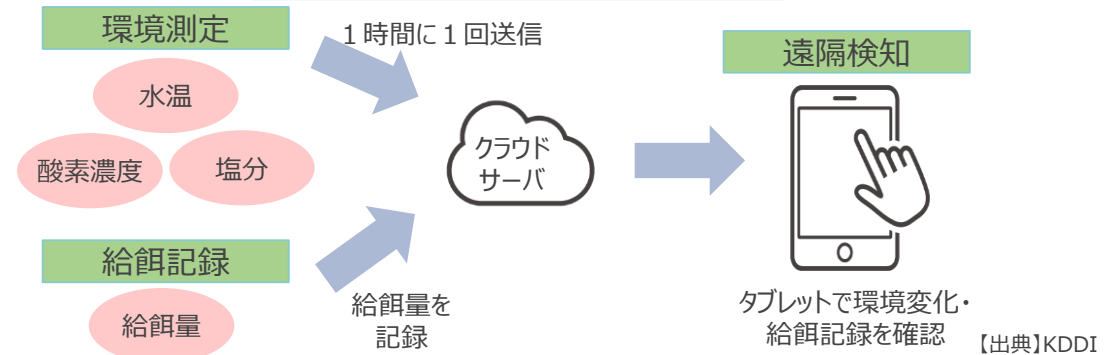 環境測定
1時間に1回送信
水温
酸素濃度
塩分
給餌記録
給餌量
給餌量を
記録
クラウド
サーバ
遠隔検知
タブレットで環境変化・
給餌記録を確認
【出典】KDDI